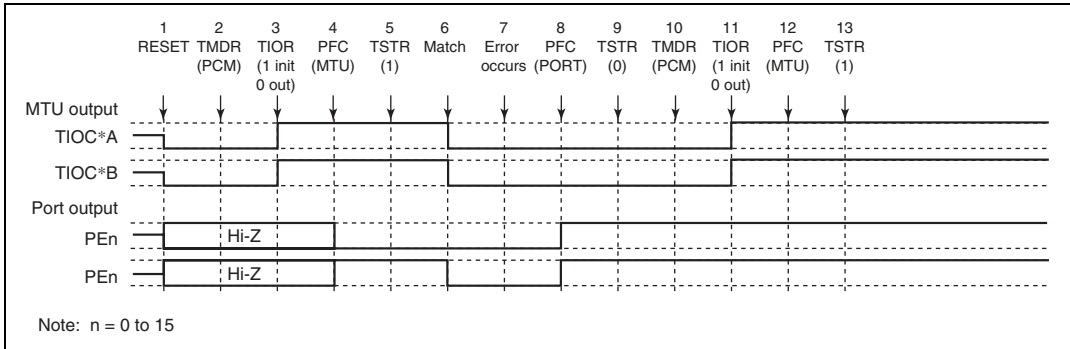 1 2 3 4 5 6 7 8 9 10 11 12 13
RESET TMDR TIOR PFC TSTR Match Error PFC TSTR TMDR TIOR PFC TSTR
(PCM) (1 init (MTU) (1) occurs (PORT) (0) (PCM) (1 init (MTU) (1)
0 out) 0 out)
MTU output
TIOC*A
TIOC*B
Port output
PEn Hi-Z
PEn Hi-Z
Note: n = 0 to 15